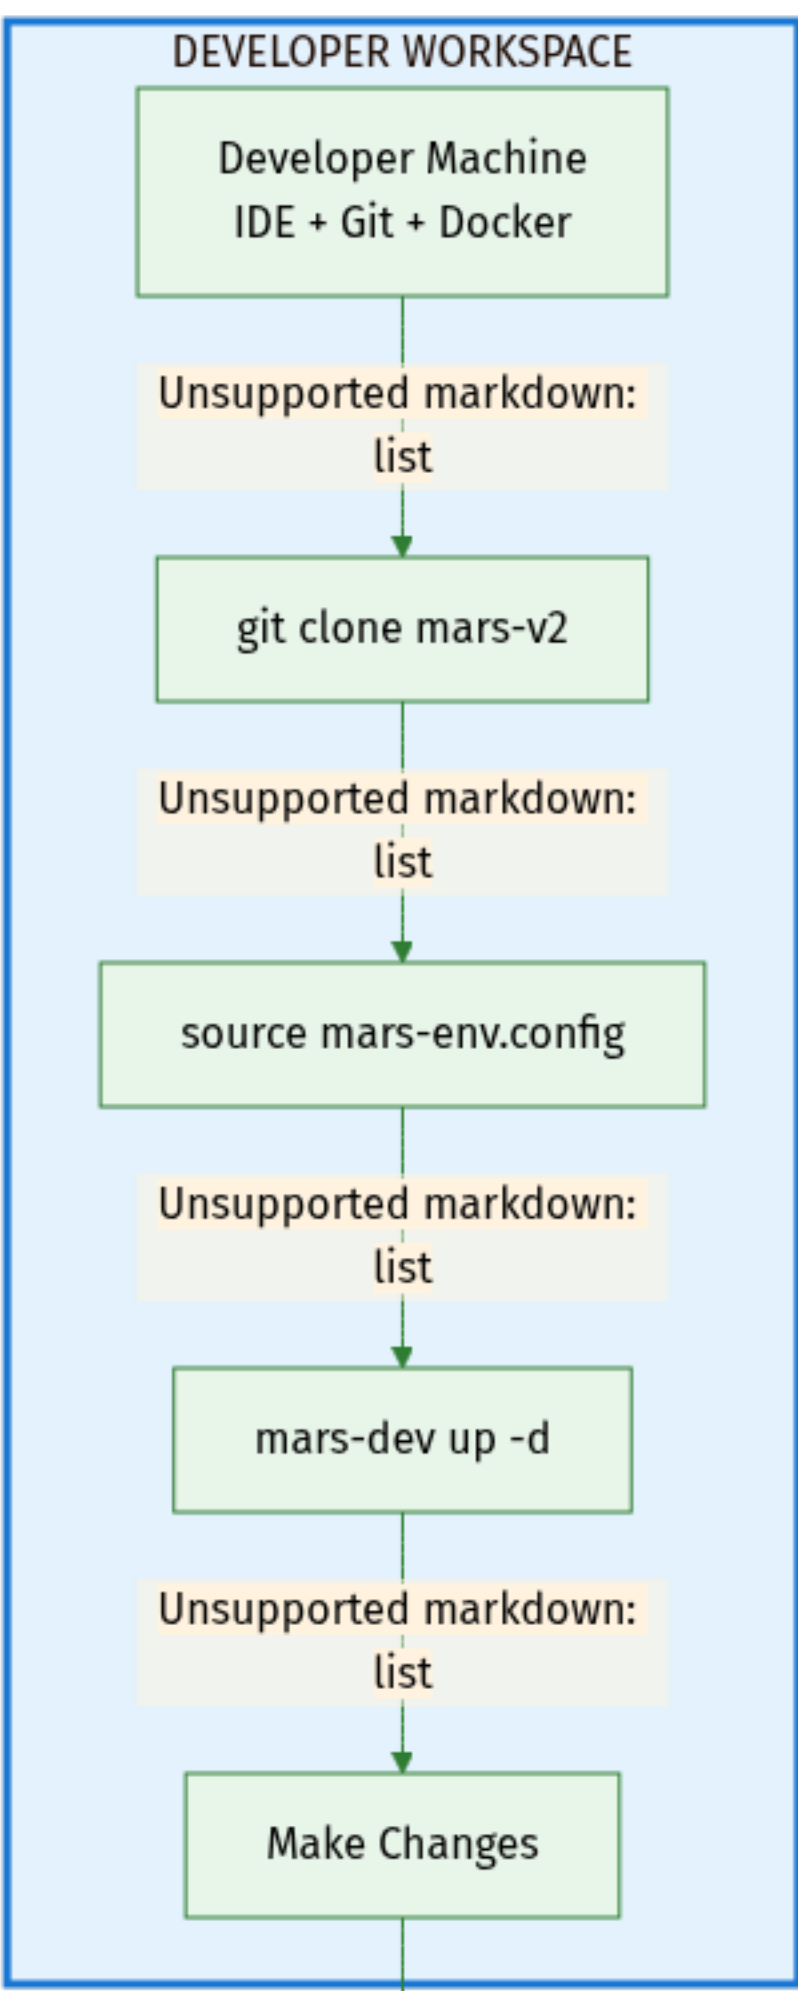 DEVELOPER WORKSPACE
Developer Machine
IDE + Git + Docker
Unsupported markdown:
list
git clone mars-v2
Unsupported markdown:
list
source mars-env.config
Unsupported markdown:
list
mars-dev up -d
Unsupported markdown:
list
Make Changes